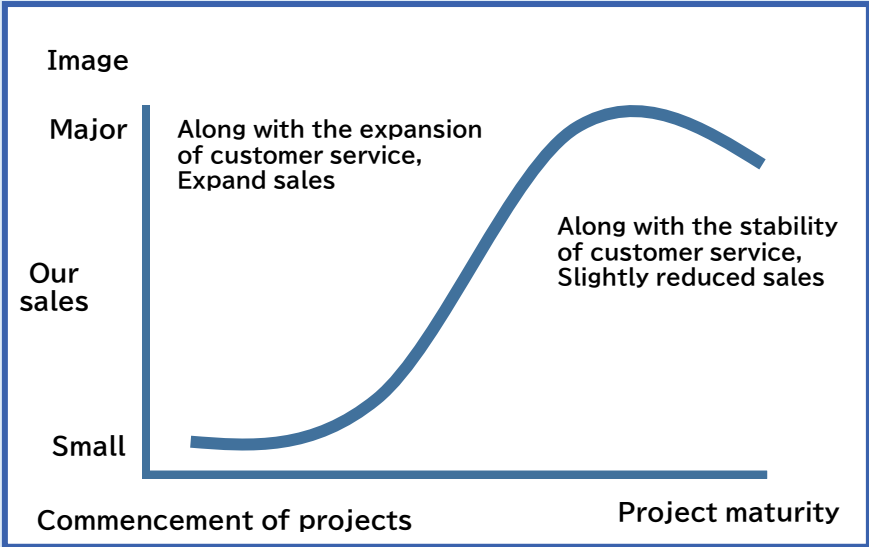 Image
Major
Along with the expansion
of customer service,
Expand sales
Along with the stability
of customer service,
Slightly reduced sales
Our
sales
Small
Commencement of projects
Project maturity